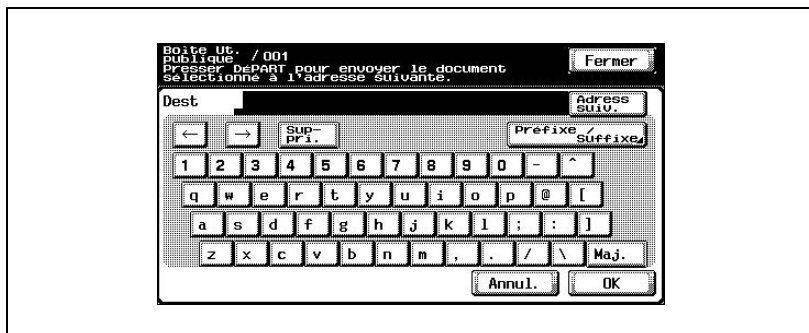 Boîte Ut.
publique / 001
Presser DéPART pour envoyer le document
sélectionné à l'adresse suivante.
Fermer
Dest
Adress
suiv.
← → Sup-
pri.
Préfixe /
Suffixe
1 2 3 4 5 6 7 8 9 0 - ^
q w e r t y u i o p @ [
a s d f g h j k l ; : ]
z x c v b n m , . / \ Maj.
Annul. OK